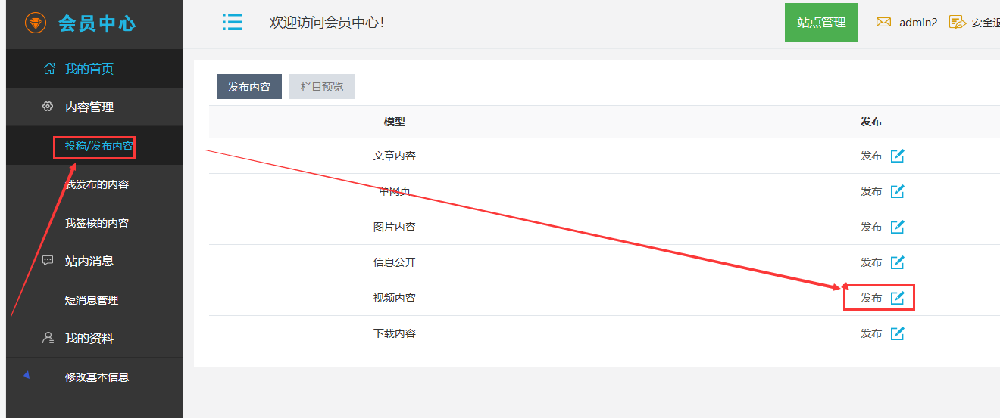 会员中心
欢迎访问会员中心!
站点管理
admin2
安全退
我的首页
内容管理
投稿/发布内容
我发布的内容
我签核的内容
站内消息
短消息管理
我的资料
修改基本信息
发布内容 栏目预览
模型 发布
文章内容 发布
单网页 发布
图片内容 发布
信息公开 发布
视频内容 发布
下载内容 发布